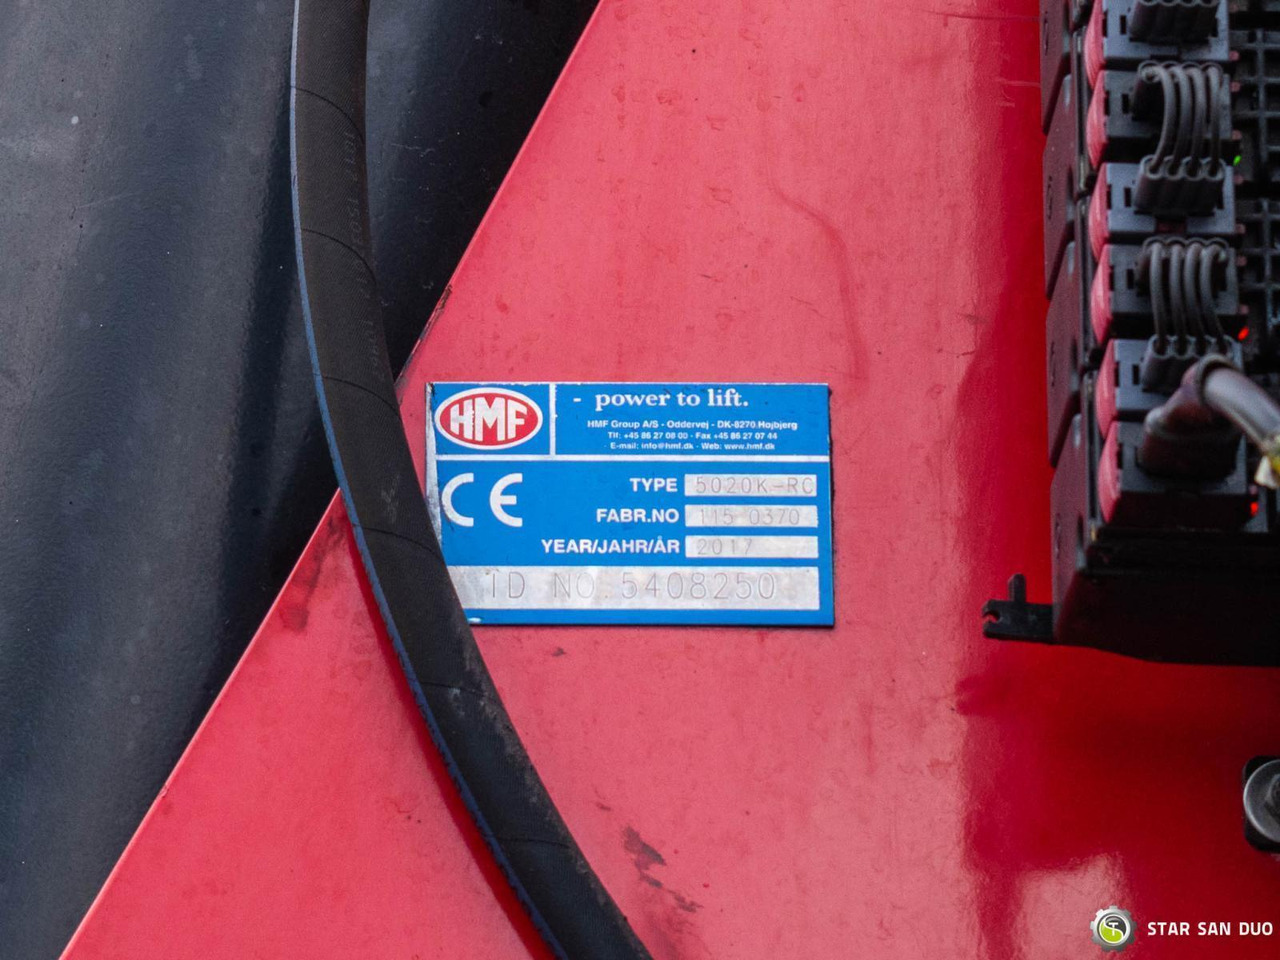 HMF
- power to lift.
HMF Group A/S - Oddervej - DK-8270 Højbjerg
Tlf: +45 86 27 08 00 - Fax +45 86 27 07 44
E-mail: info@hmf.dk - Web: www.hmf.dk
CE
TYPE 5020K-RC
FABR.NO 115 0370
YEAR/JAHR/ÅR 2017
ID NO.5408250
STAR SAN DUO